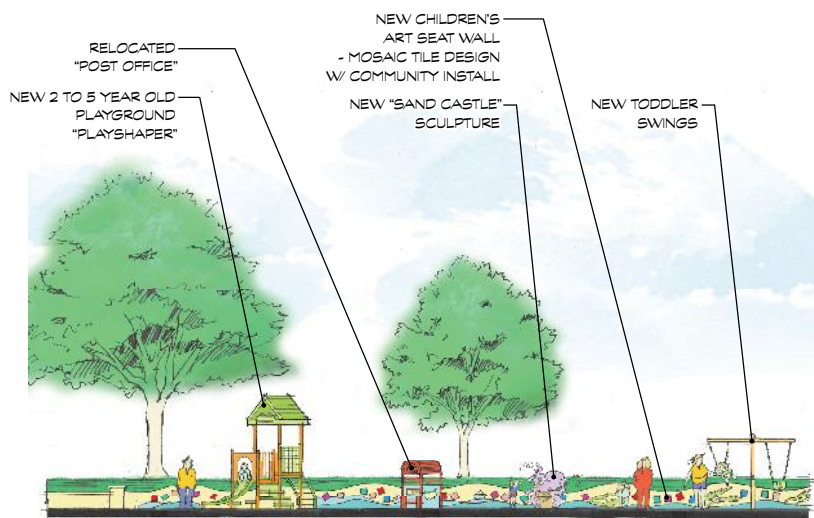 RELOCATED
"POST OFFICE"
NEW 2 TO 5 YEAR OLD
PLAYGROUND
"PLAYSHAPER"
NEW CHILDREN'S
ART SEAT WALL
- MOSAIC TILE DESIGN
W/ COMMUNITY INSTALL
NEW "SAND CASTLE"
SCULPTURE
NEW TODDLER
SWINGS